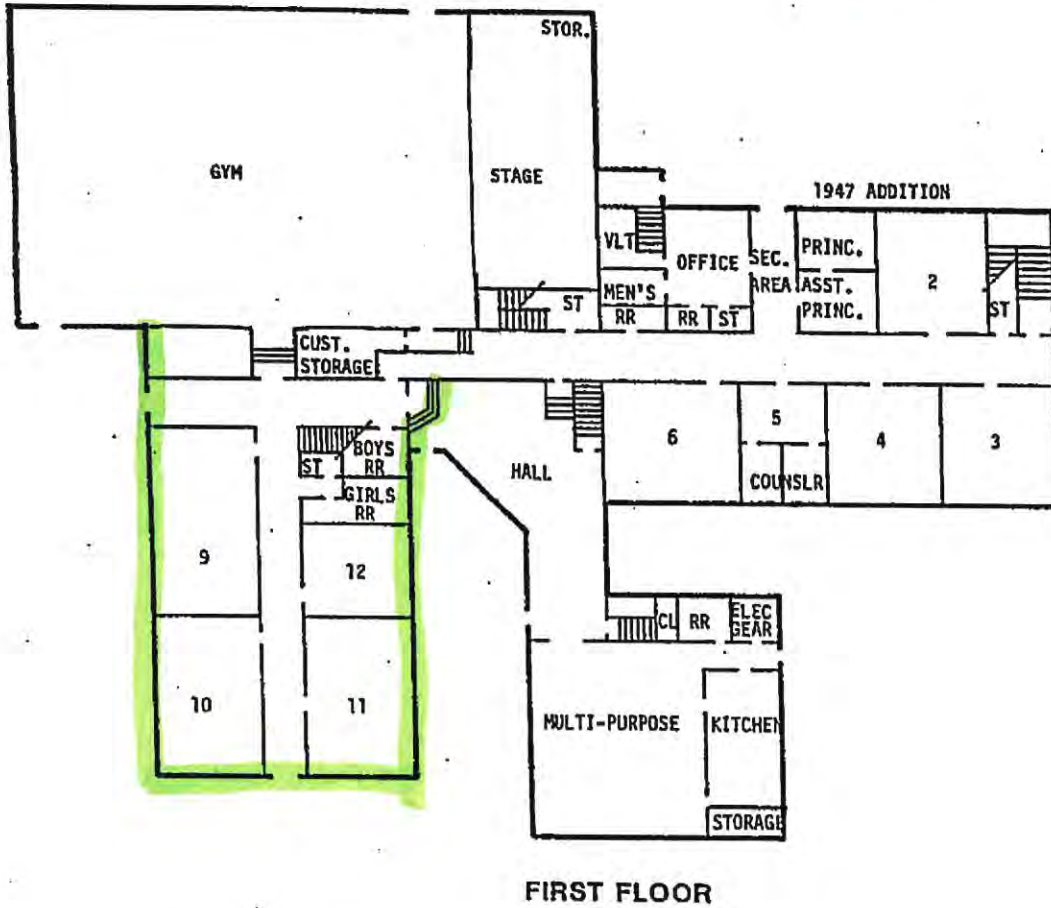 STOR.
GYM
STAGE
1947 ADDITION
VLT
OFFICE
SEC.
AREA
PRINC.
ASST.
PRINC.
2
MEN'S
RR
RR
ST
ST
ST
CUST.
STORAGE
BOYS
RR
ST
GIRLS
RR
HALL
6
5
COUNSLR
4
3
9
12
10
11
CL
RR
ELEC
GEAR
MULTI-PURPOSE
KITCHEN
STORAGE
FIRST FLOOR